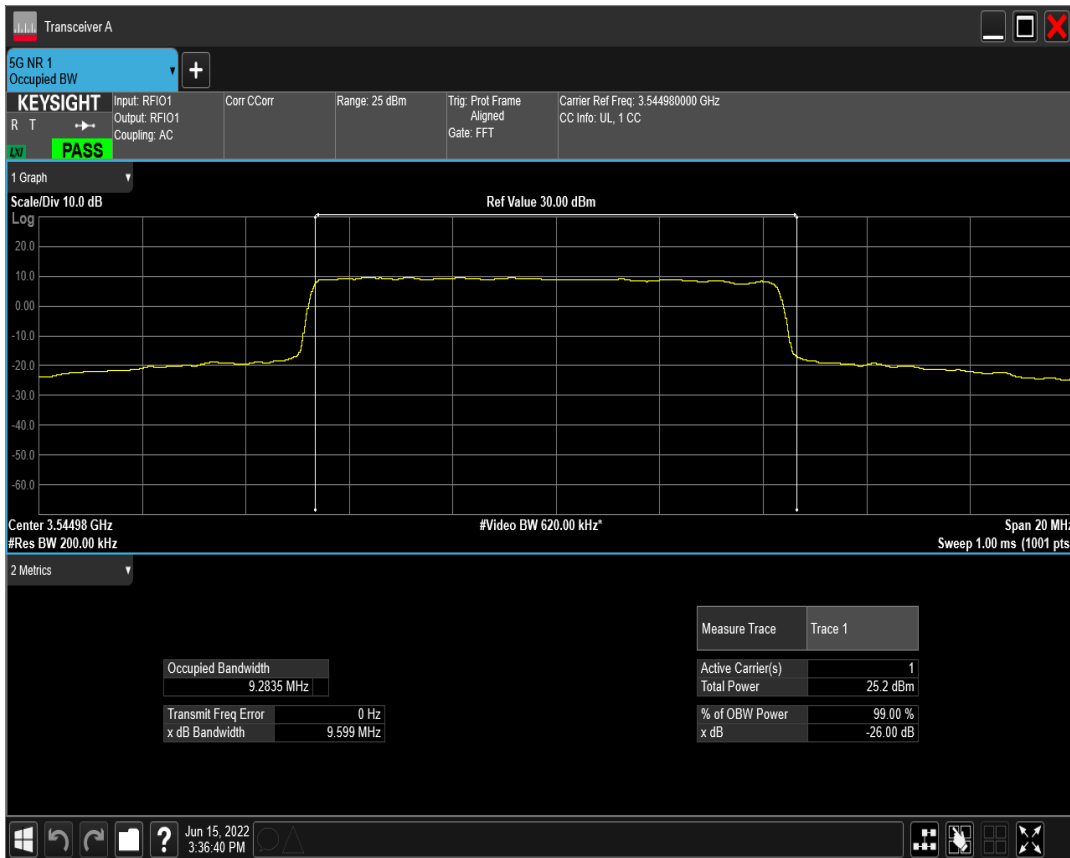 Transceiver A
5G NR 1
Occupied BW
+
KEYSIGHT
R T
LXI
PASS
Input: RFIO1
Output: RFIO1
Coupling: AC
Corr CCorr
Range: 25 dBm
Trig: Prot Frame
Aligned
Gate: FFT
Carrier Ref Freq: 3.544980000 GHz
CC Info: UL, 1 CC
1 Graph
Scale/Div 10.0 dB
Ref Value 30.00 dBm
Log
20.0
10.0
0.00
-10.0
-20.0
-30.0
-40.0
-50.0
-60.0
Center 3.54498 GHz
#Video BW 620.00 kHz*
Span 20 MHz
#Res BW 200.00 kHz
Sweep 1.00 ms (1001 pts
2 Metrics
Measure Trace Trace 1
Occupied Bandwidth
9.2835 MHz
Active Carrier(s) 1
Total Power 25.2 dBm
Transmit Freq Error 0 Hz
x dB Bandwidth 9.599 MHz
% of OBW Power 99.00 %
x dB -26.00 dB
?
Jun 15, 2022
3:36:40 PM